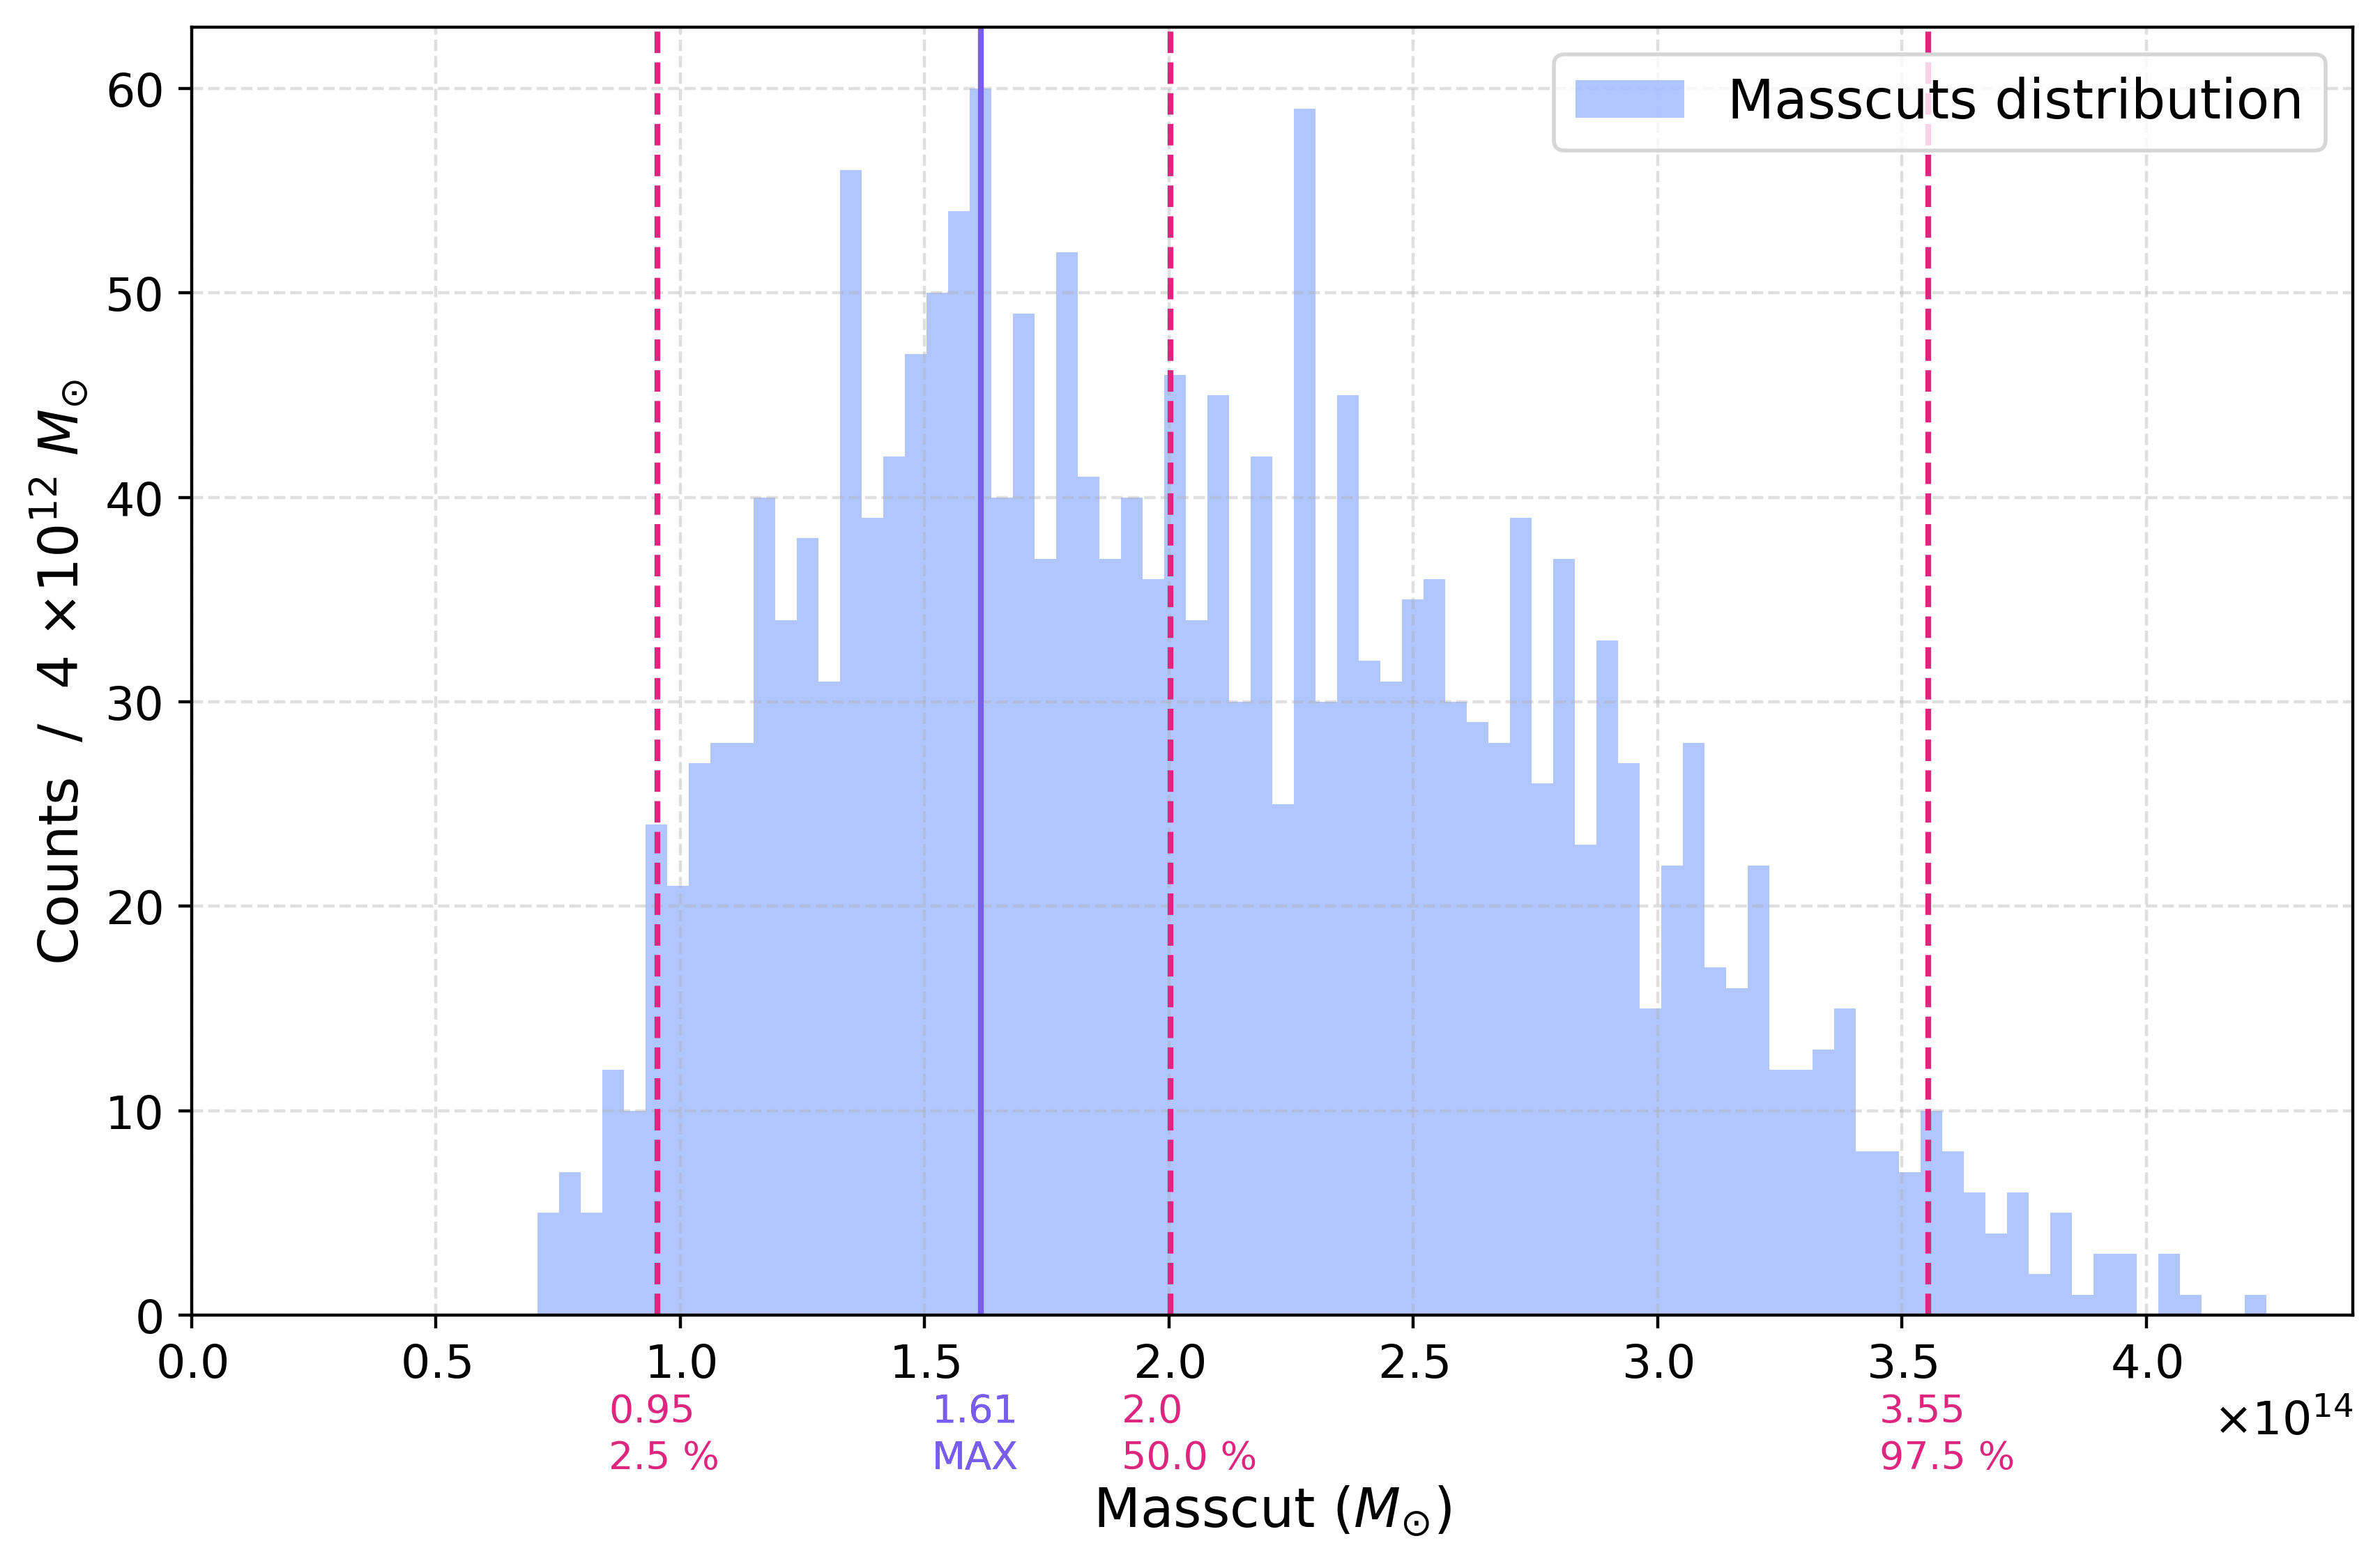 Masscuts distribution
Counts / 4 ×10¹² M☉
60
50
40
30
20
10
0
0.0 0.5 1.0 1.5 2.0 2.5 3.0 3.5 4.0
0.95 1.61 2.0 3.55 ×10¹⁴
2.5 % MAX 50.0 % 97.5 %
Masscut (M☉)